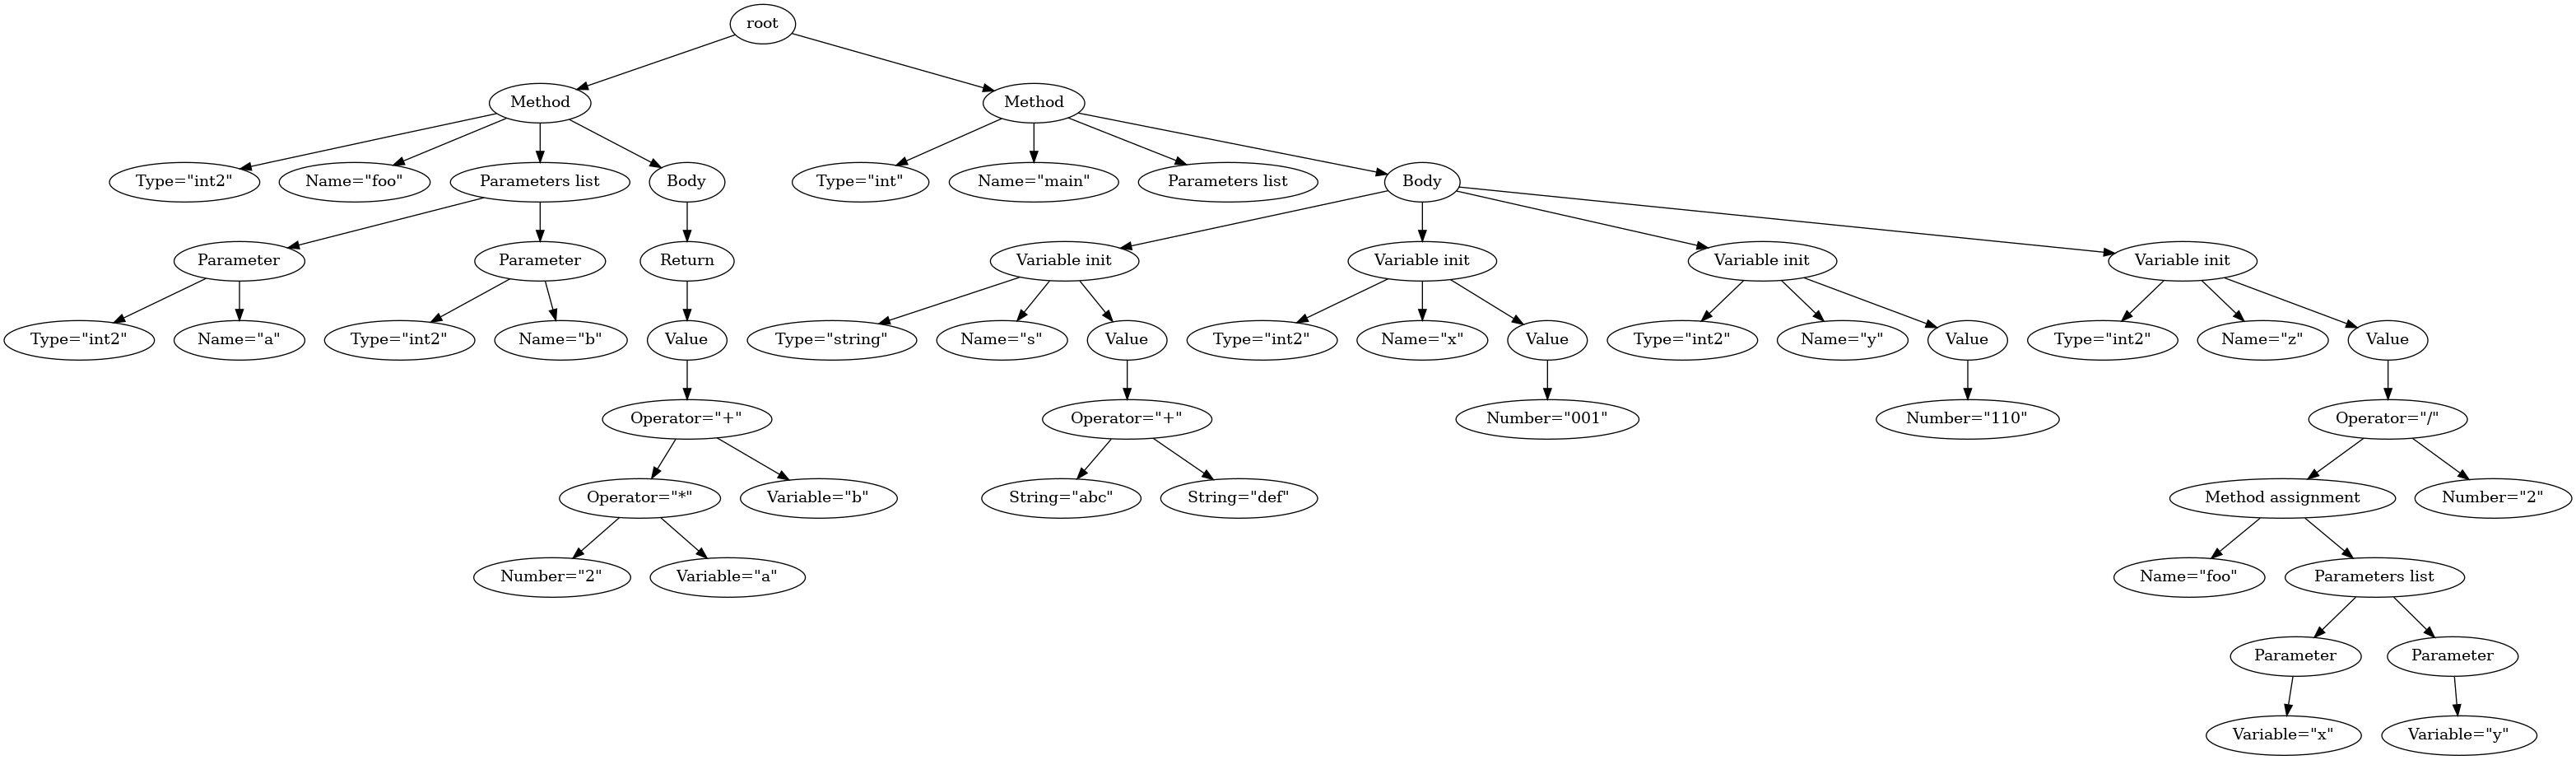 root
Method
Method
Type="int2"
Name="foo"
Parameters list
Body
Type="int"
Name="main"
Parameters list
Body
Parameter
Parameter
Return
Variable init
Variable init
Variable init
Variable init
Type="int2"
Name="a"
Type="int2"
Name="b"
Value
Type="string"
Name="s"
Value
Type="int2"
Name="x"
Value
Type="int2"
Name="y"
Value
Type="int2"
Name="z"
Value
Operator="+"
Operator="+"
Number="001"
Number="110"
Operator="/"
Operator="*"
Variable="b"
String="abc"
String="def"
Method assignment
Number="2"
Number="2"
Variable="a"
Name="foo"
Parameters list
Parameter
Parameter
Variable="x"
Variable="y"